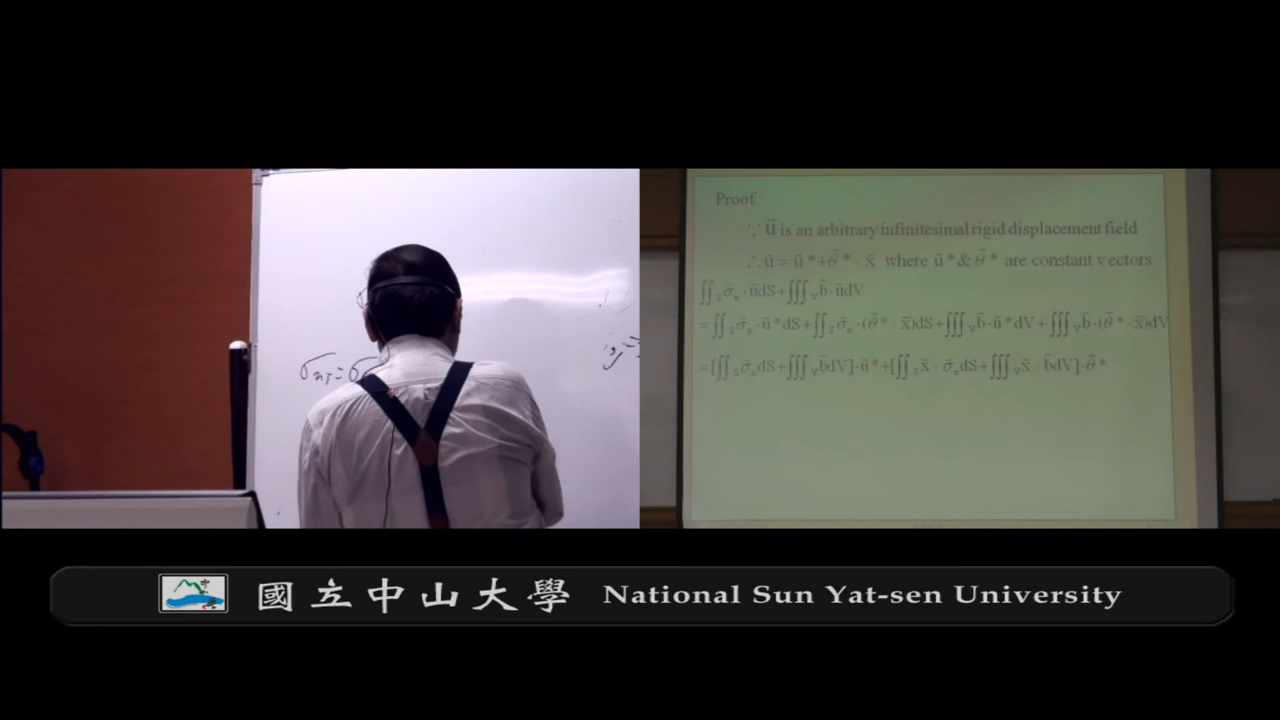 σni = σ
Proof :
∵ ū is an arbitrary infinitesimal rigid displacement field
∴ ū = ū * + θ̄ * × x̄ where ū * & θ̄ * are constant vectors
∬ₛ σ̄ₙ · ūdS + ∭ᵥ b̄ · ūdV
= ∬ₛ σ̄ₙ · ū * dS + ∬ₛ σ̄ₙ · (θ̄ * × x̄)dS + ∭ᵥ b̄ · ū * dV + ∭ᵥ b̄ · (θ̄ * × x̄)dV
= [∬ₛ σ̄ₙdS + ∭ᵥ b̄dV] · ū * + [∬ₛ x̄ × σ̄ₙdS + ∭ᵥ x̄ × b̄dV] · θ̄ *
國立中山大學 National Sun Yat-sen University